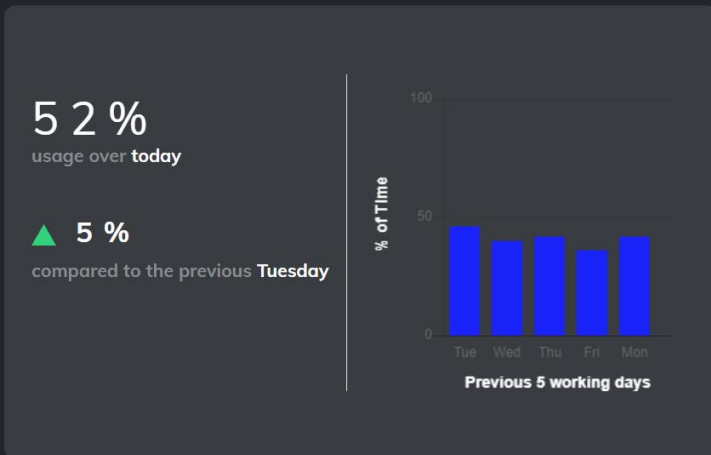 5 2 %
usage over today
5 %
compared to the previous Tuesday
% of Time
100
50
0
Tue Wed Thu Fri Mon
Previous 5 working days